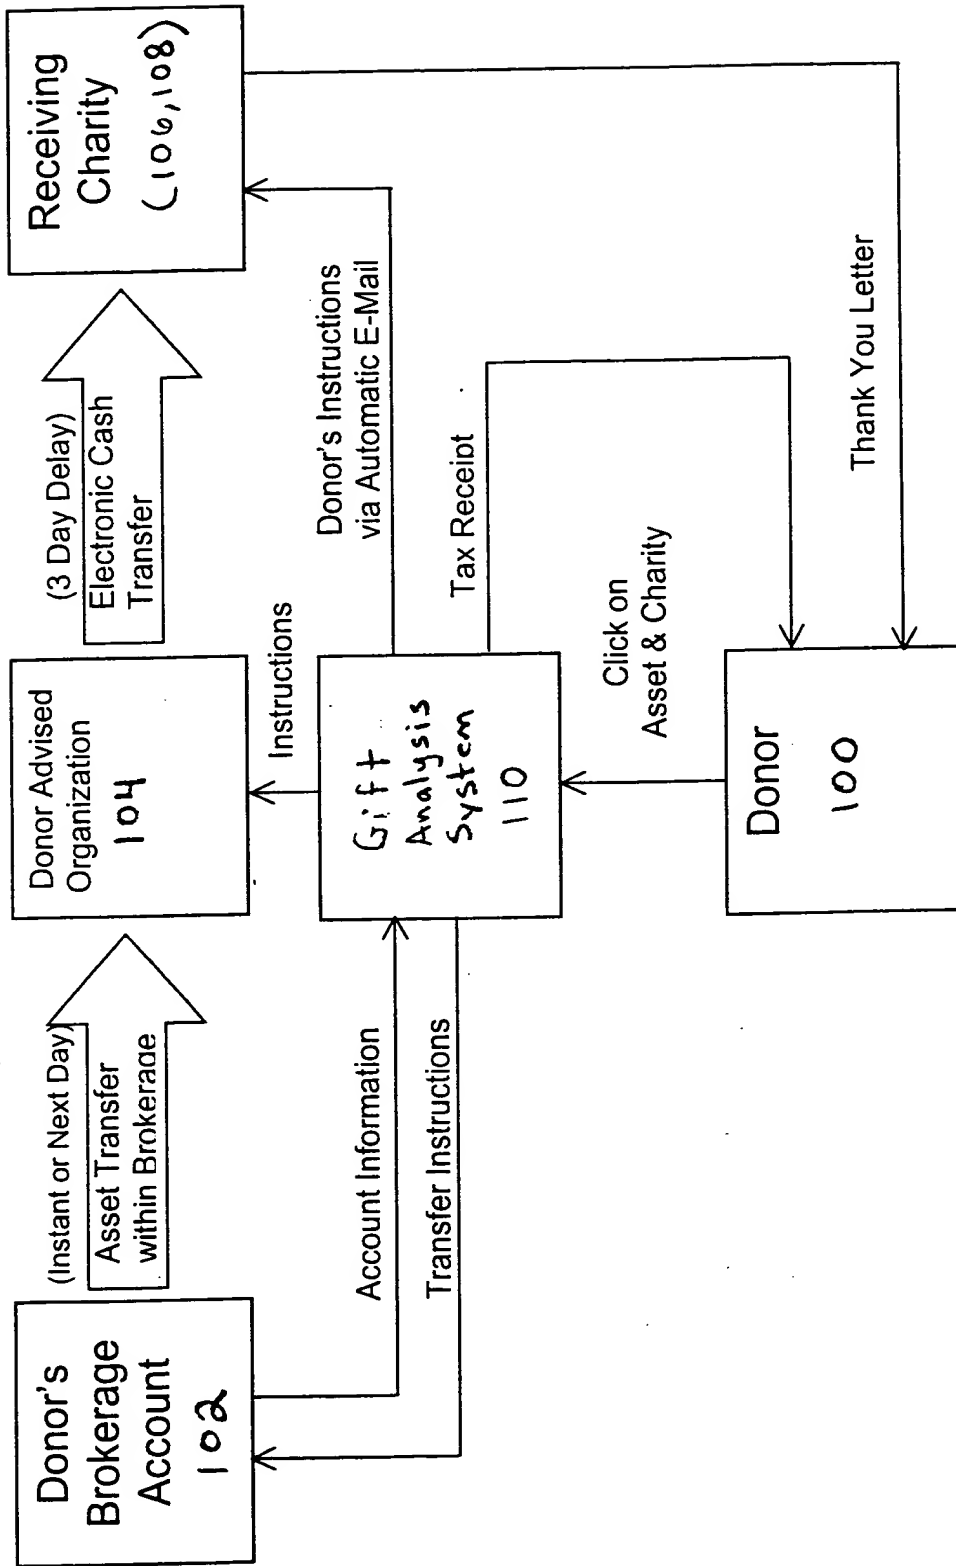 Donor's
Brokerage
Account
102
(Instant or Next Day)
Asset Transfer
within Brokerage
Donor Advised
Organization
104
(3 Day Delay)
Electronic Cash
Transfer
Receiving
Charity
(106,108)
Account Information
Transfer Instructions
Instructions
Gift
Analysis
System
110
Donor's Instructions
via Automatic E-Mail
Tax Receipt
Click on
Asset & Charity
Donor
100
Thank You Letter